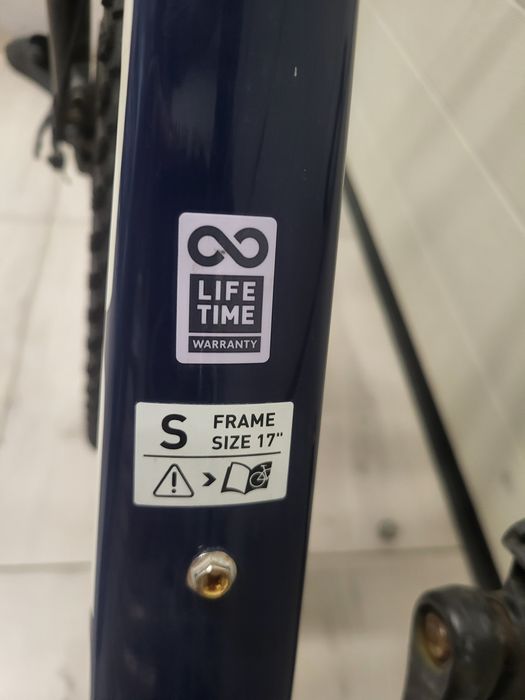 LIFE
TIME
WARRANTY
S FRAME
SIZE 17"